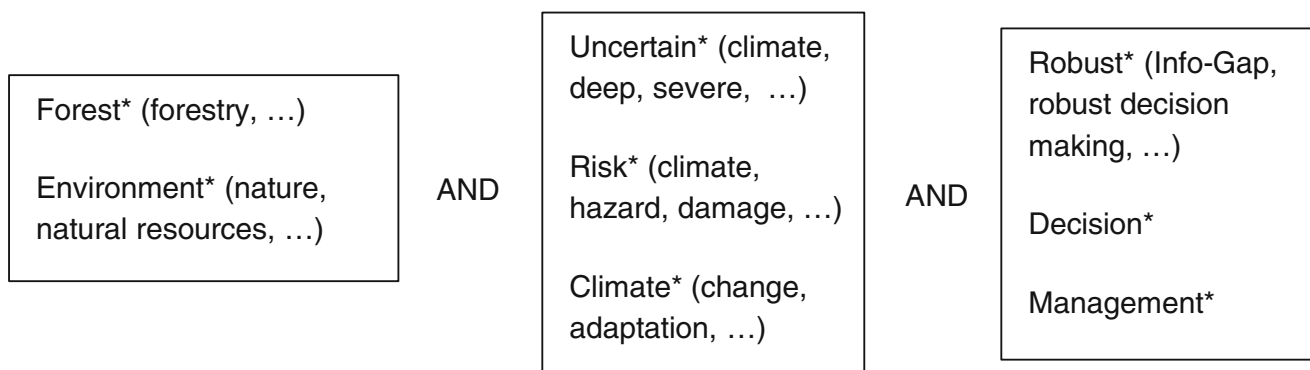 Forest* (forestry, …)
Environment* (nature,
natural resources, …)
AND
Uncertain* (climate,
deep, severe, …)
Risk* (climate,
hazard, damage, …)
Climate* (change,
adaptation, …)
AND
Robust* (Info-Gap,
robust decision
making, …)
Decision*
Management*